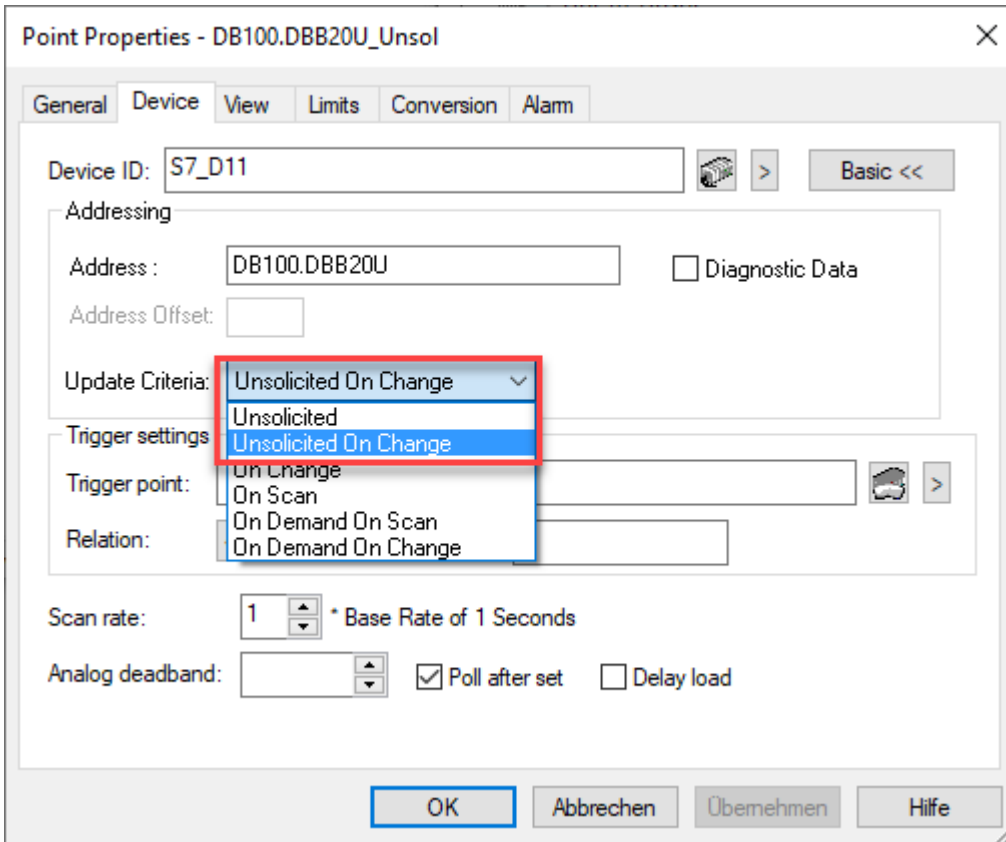 Point Properties - DB100.DBB20U_Unsol
General Device View Limits Conversion Alarm
Device ID: S7_D11 > Basic <<
Addressing
Address : DB100.DBB20U Diagnostic Data
Address Offset:
Update Criteria: Unsolicited On Change
Unsolicited
Trigger settings Unsolicited On Change
On Change
Trigger point: On Scan >
On Demand On Scan
Relation: On Demand On Change
Scan rate: 1 * Base Rate of 1 Seconds
Analog deadband: Poll after set Delay load
OK Abbrechen Übernehmen Hilfe